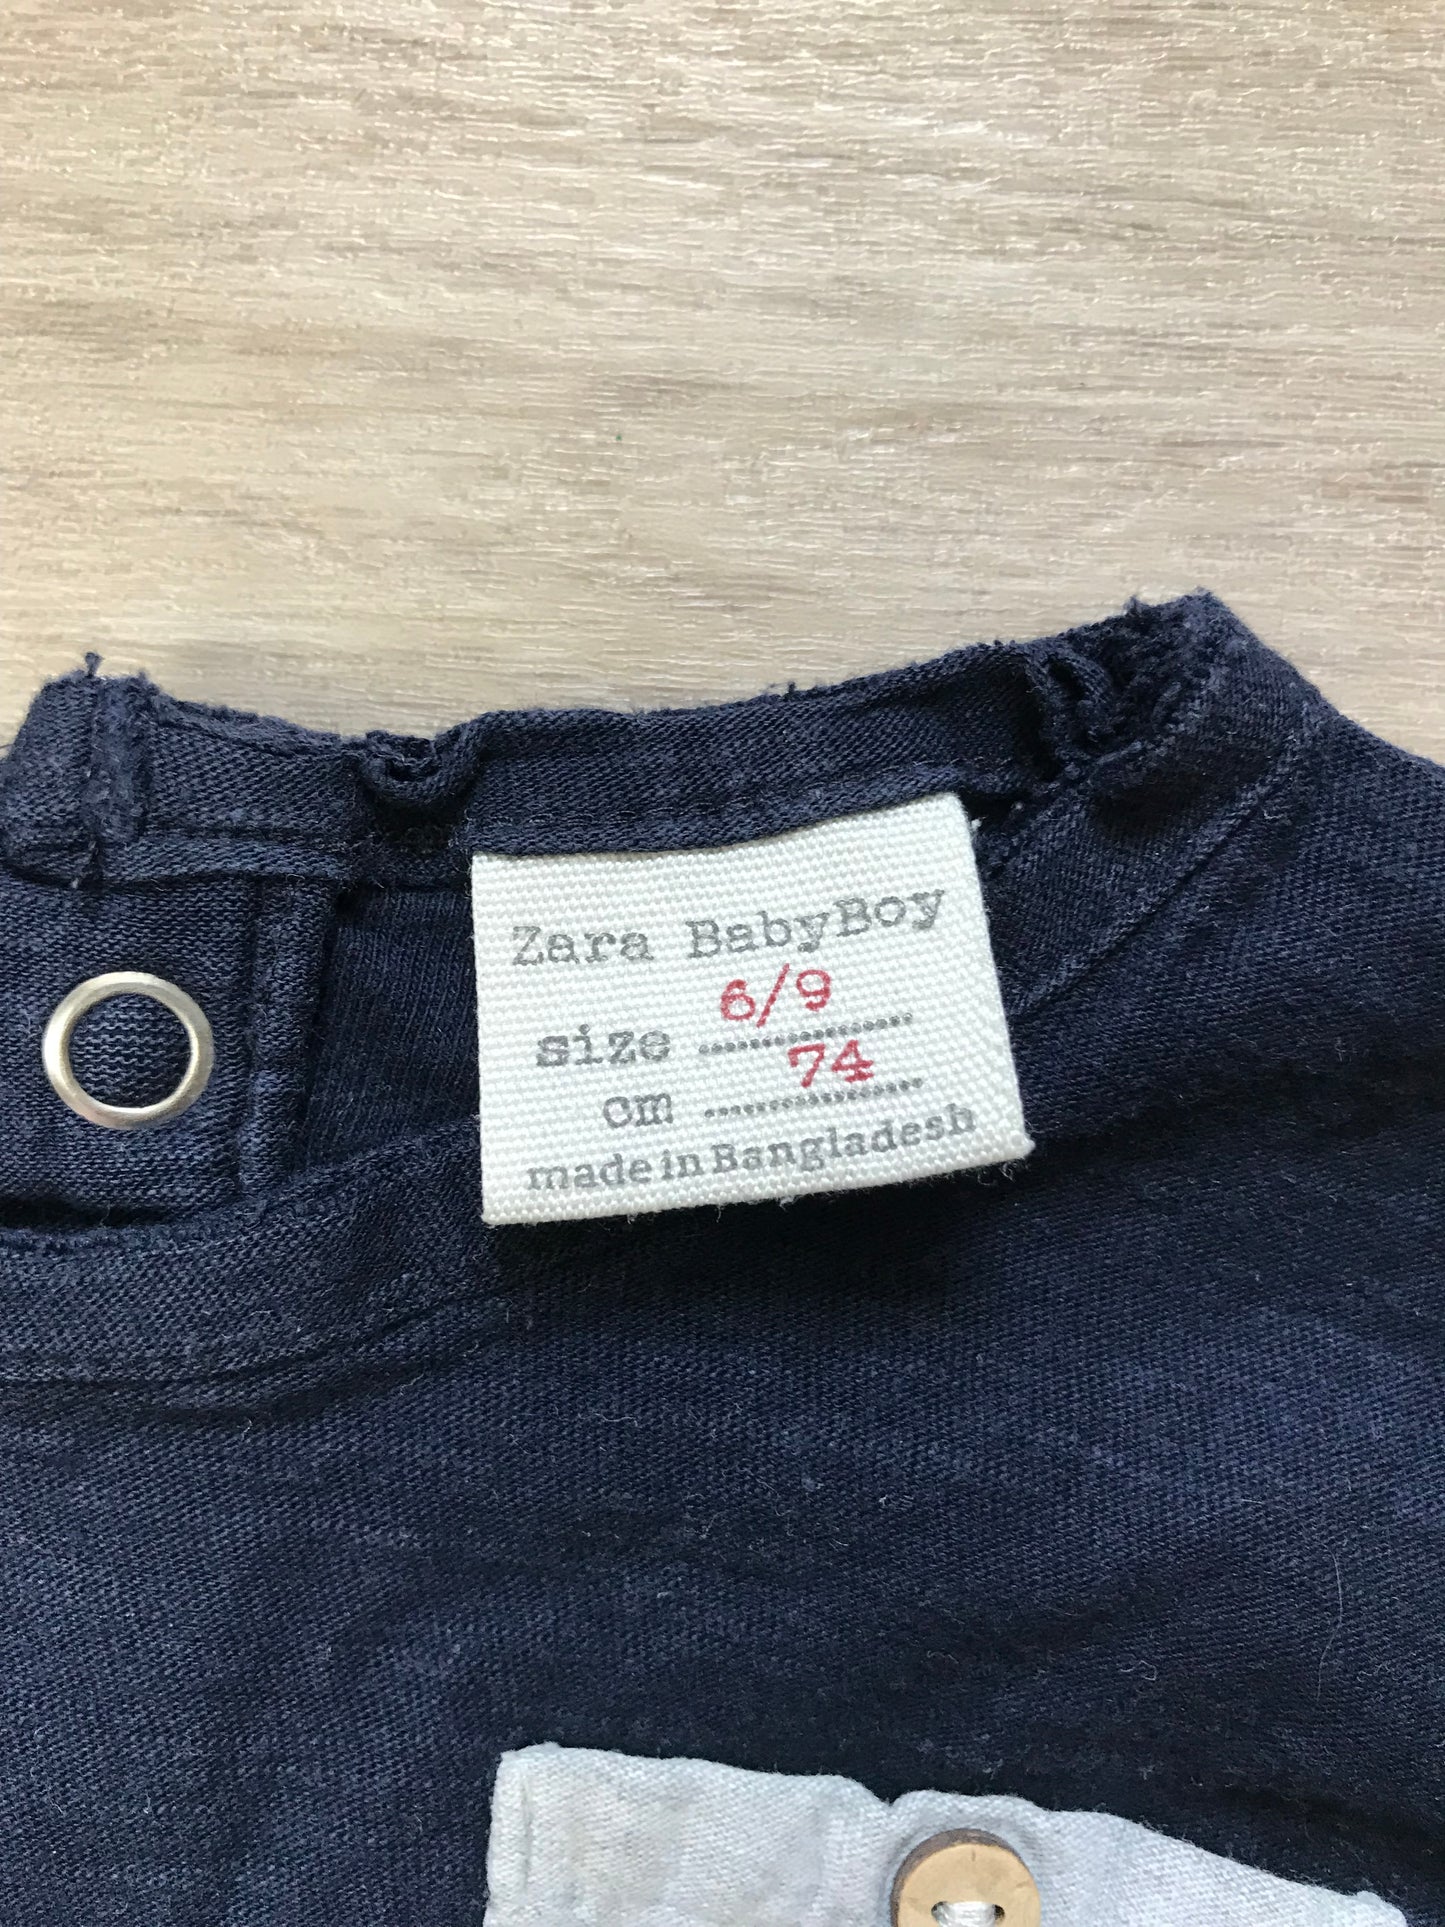 Zara BabyBoy
size 6/9
cm 74
made in Bangladesh